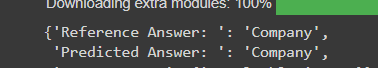 Downloading extra modules: 100%
{'Reference Answer: ': 'Company',
'Predicted Answer: ': 'Company',